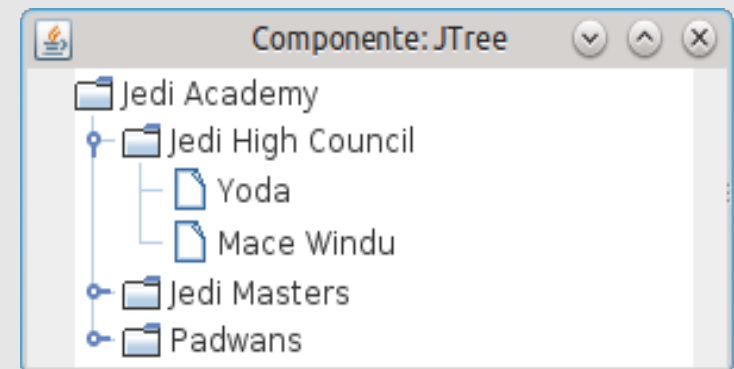 Componente: JTree
Jedi Academy
Jedi High Council
Yoda
Mace Windu
Jedi Masters
Padwans